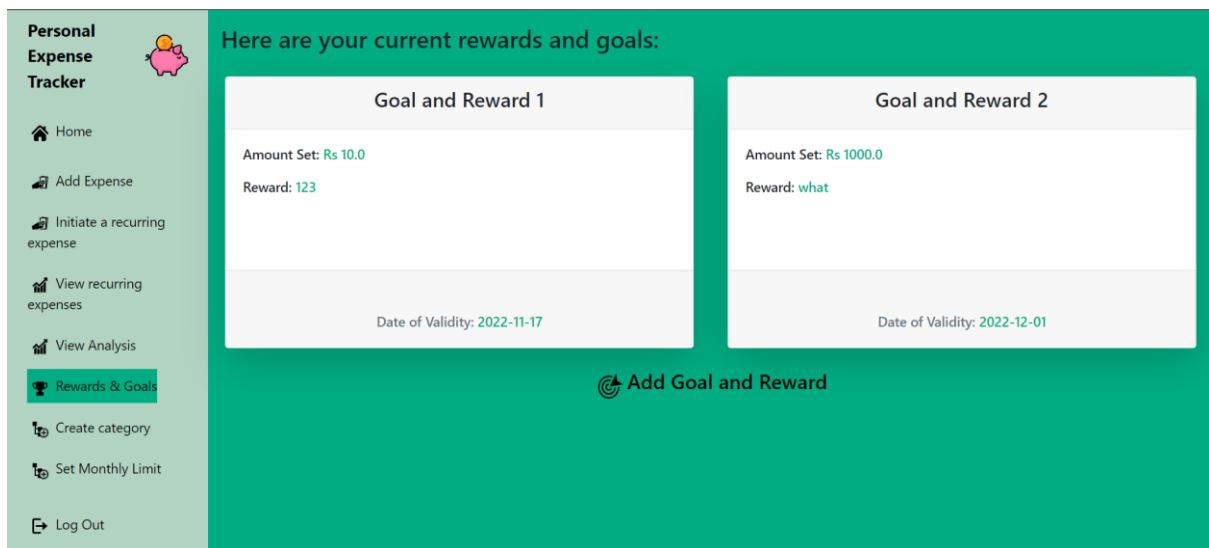 Personal
Expense
Tracker
Home
Add Expense
Initiate a recurring
expense
View recurring
expenses
View Analysis
Rewards & Goals
Create category
Set Monthly Limit
Log Out
Here are your current rewards and goals:
Goal and Reward 1
Amount Set: Rs 10.0
Reward: 123
Date of Validity: 2022-11-17
Goal and Reward 2
Amount Set: Rs 1000.0
Reward: what
Date of Validity: 2022-12-01
Add Goal and Reward